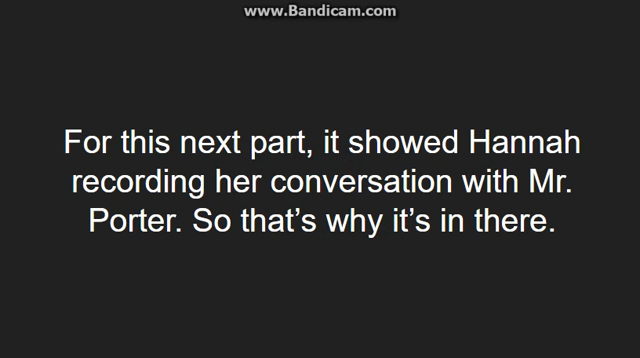 www.Bandicam.com
For this next part, it showed Hannah
recording her conversation with Mr.
Porter. So that’s why it’s in there.